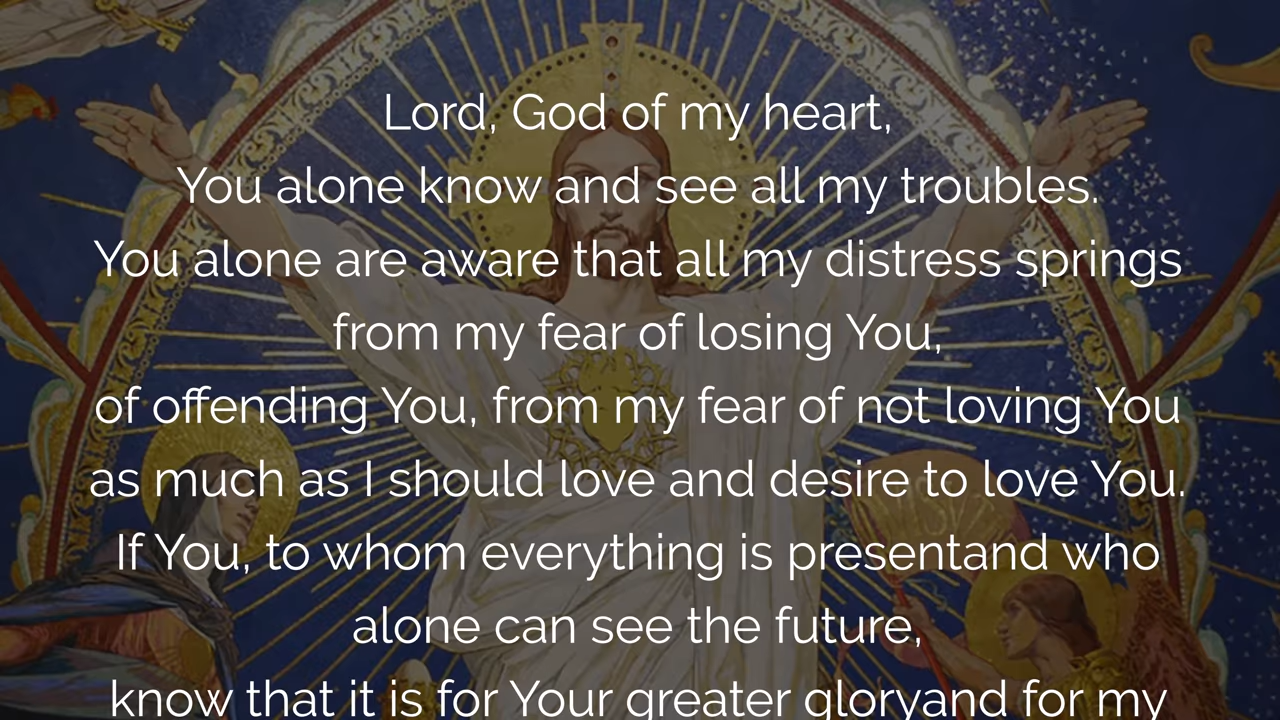 Lord, God of my heart,
You alone know and see all my troubles.
You alone are aware that all my distress springs
from my fear of losing You,
of offending You, from my fear of not loving You
as much as I should love and desire to love You.
If You, to whom everything is presentand who
alone can see the future,
know that it is for Your greater gloryand for my